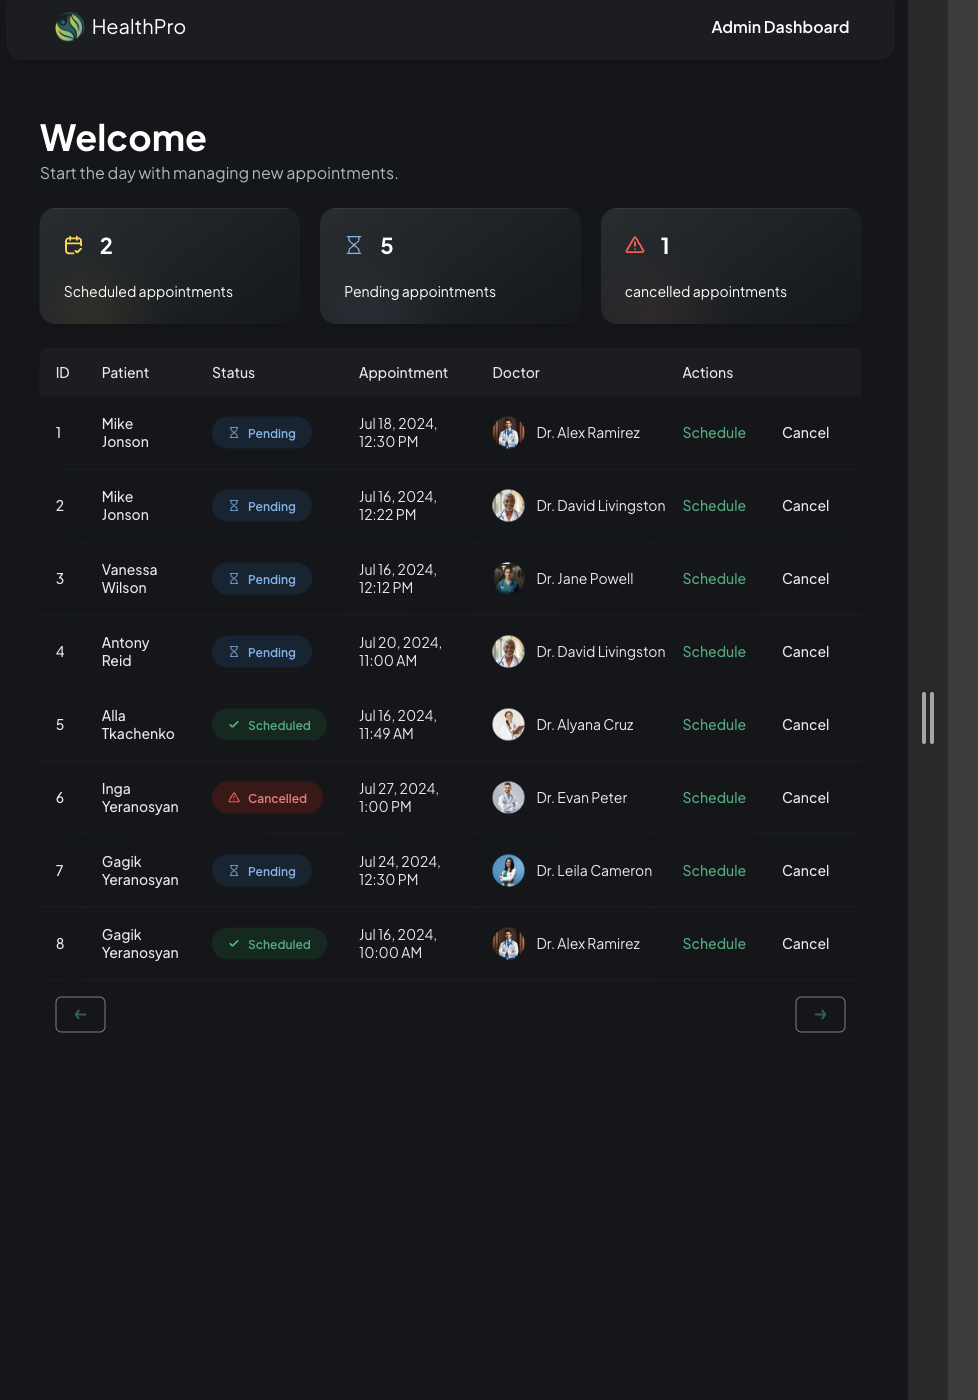 HealthPro
Admin Dashboard
Welcome
Start the day with managing new appointments.
2
Scheduled appointments
5
Pending appointments
1
cancelled appointments
ID Patient Status Appointment Doctor Actions
1 Mike Jonson Pending Jul 18, 2024, 12:30 PM Dr. Alex Ramirez Schedule Cancel
2 Mike Jonson Pending Jul 16, 2024, 12:22 PM Dr. David Livingston Schedule Cancel
3 Vanessa Wilson Pending Jul 16, 2024, 12:12 PM Dr. Jane Powell Schedule Cancel
4 Antony Reid Pending Jul 20, 2024, 11:00 AM Dr. David Livingston Schedule Cancel
5 Alla Tkachenko Scheduled Jul 16, 2024, 11:49 AM Dr. Alyana Cruz Schedule Cancel
6 Inga Yeranosyan Cancelled Jul 27, 2024, 1:00 PM Dr. Evan Peter Schedule Cancel
7 Gagik Yeranosyan Pending Jul 24, 2024, 12:30 PM Dr. Leila Cameron Schedule Cancel
8 Gagik Yeranosyan Scheduled Jul 16, 2024, 10:00 AM Dr. Alex Ramirez Schedule Cancel